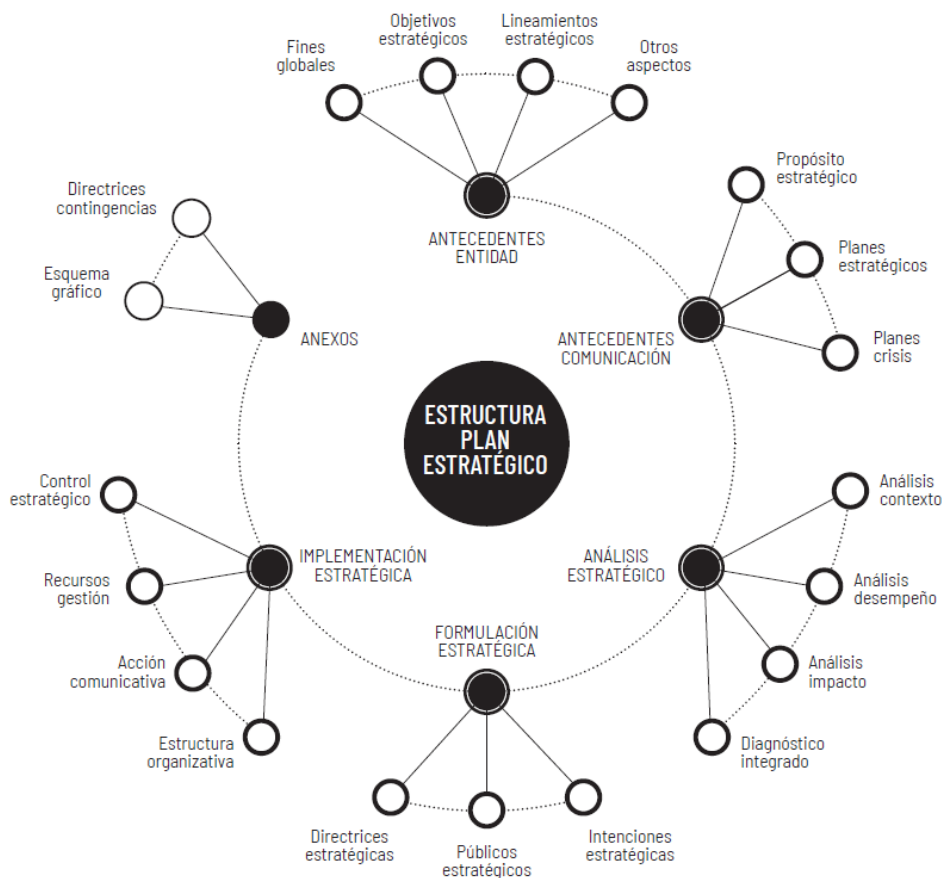 Fines
globales
Objetivos
estratégicos
Lineamientos
estratégicos
Otros
aspectos
ANTECEDENTES
ENTIDAD
Propósito
estratégico
Planes
estratégicos
Planes
crisis
ANTECEDENTES
COMUNICACIÓN
Directrices
contingencias
Esquema
gráfico
ANEXOS
ESTRUCTURA
PLAN
ESTRATÉGICO
Análisis
contexto
Análisis
desempeño
Análisis
impacto
Diagnóstico
integrado
ANÁLISIS
ESTRATÉGICO
FORMULACIÓN
ESTRATÉGICA
Intenciones
estratégicas
Públicos
estratégicos
Directrices
estratégicas
IMPLEMENTACIÓN
ESTRATÉGICA
Estructura
organizativa
Acción
comunicativa
Recursos
gestión
Control
estratégico